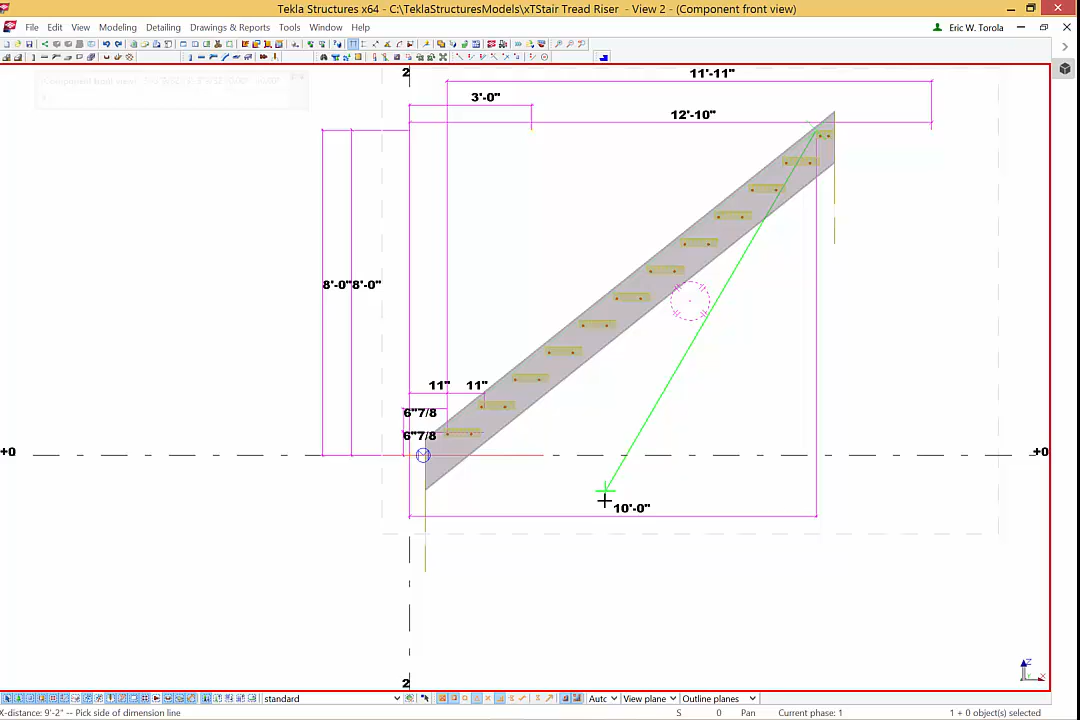 Tekla Structures x64 - C:\TeklaStructuresModels\xTStair Tread Riser - View 2 - (Component front view)
File Edit View Modeling Detailing Drawings & Reports Tools Window Help
Eric W. Torola
2
11'-11"
3'-0"
12'-10"
8'-0" 8'-0"
11" 11"
6"7/8
6"7/8
+0 +0
10'-0"
2
Z
standard
Autc View plane Outline planes
X-distance: 9'-2" -- Pick side of dimension line S 0 Pan Current phase: 1 1 + 0 object(s) selected